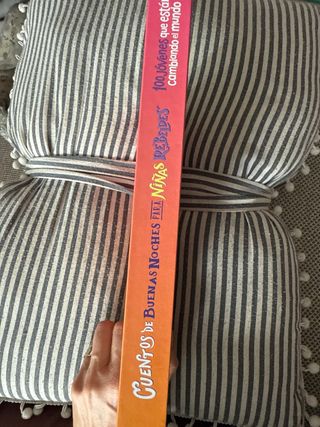 CUENTOS DE BUENAS NOCHES PARA NIÑAS REBELDES
100 jóvenes que están
cambiando el mundo